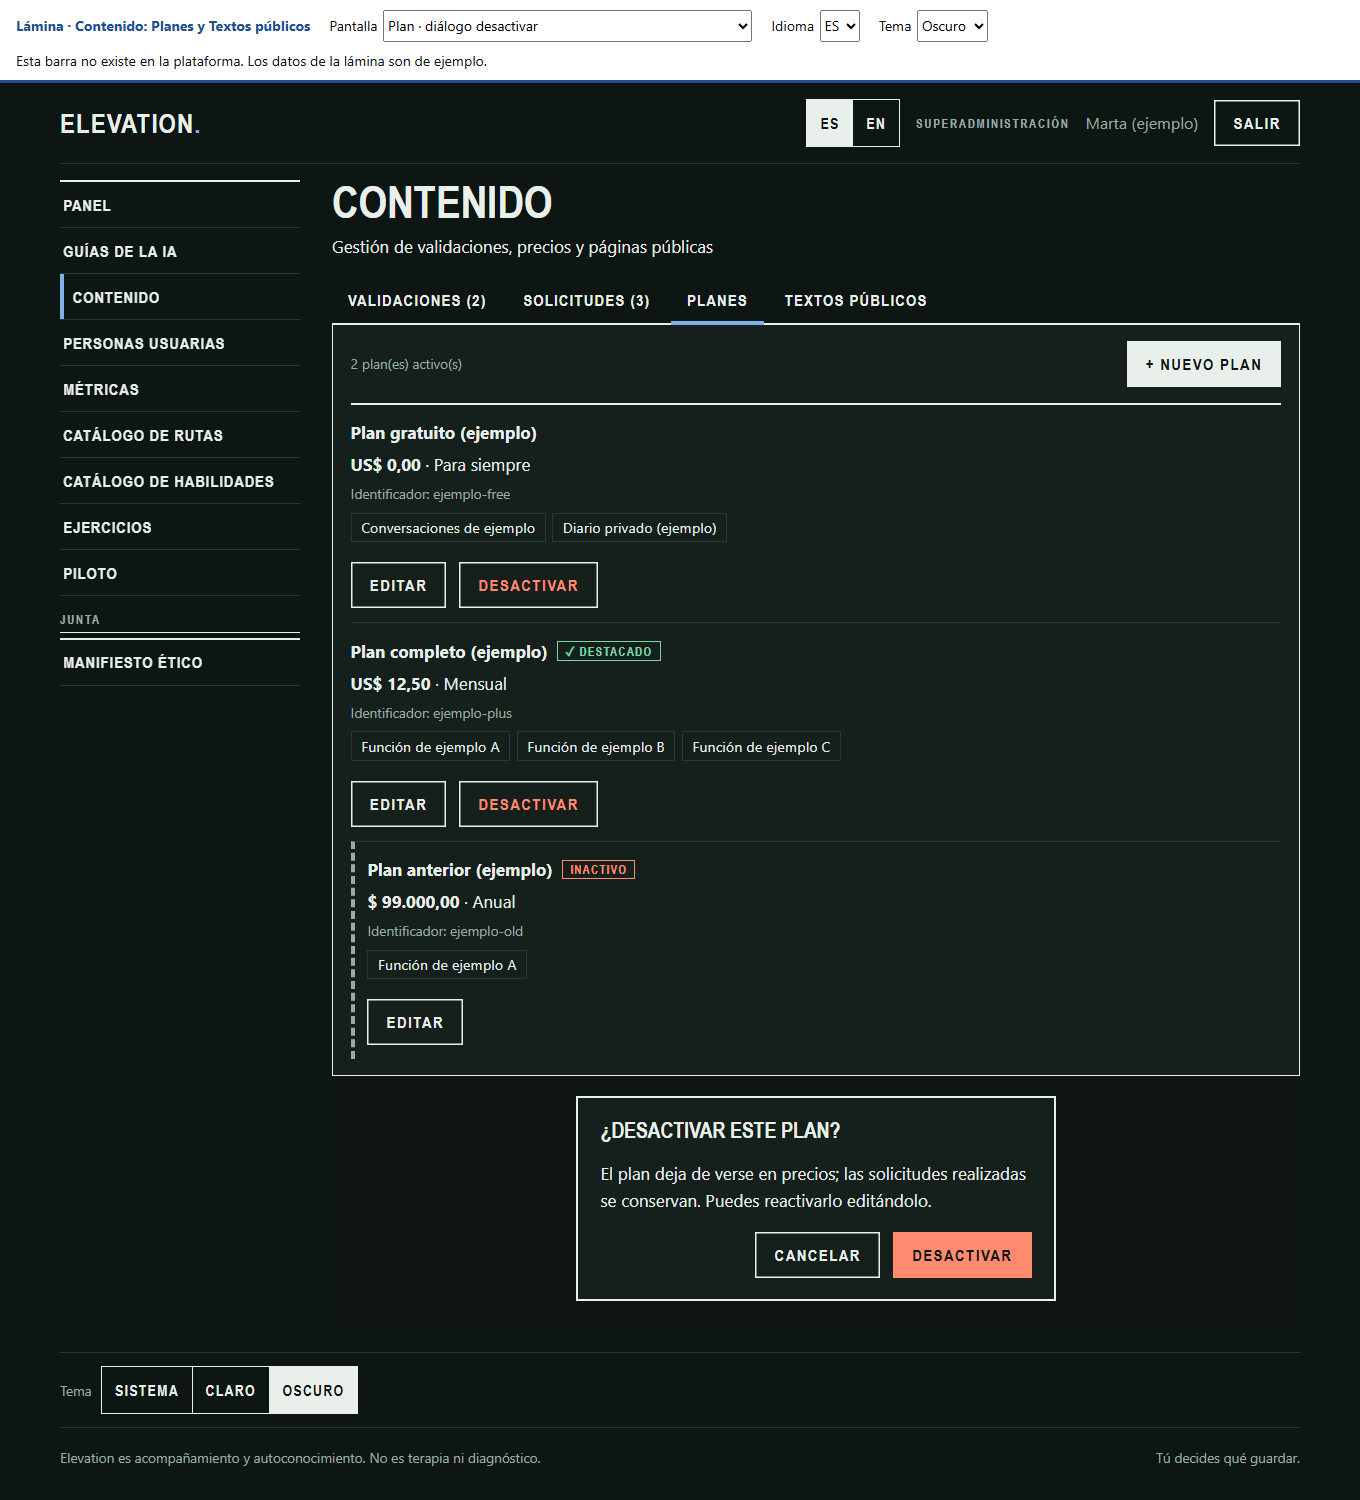 Lámina · Contenido: Planes y Textos públicos Pantalla Plan · diálogo desactivar Idioma ES Tema Oscuro
Esta barra no existe en la plataforma. Los datos de la lámina son de ejemplo.
ELEVATION.
ES EN SUPERADMINISTRACIÓN Marta (ejemplo) SALIR
PANEL
GUÍAS DE LA IA
CONTENIDO
PERSONAS USUARIAS
MÉTRICAS
CATÁLOGO DE RUTAS
CATÁLOGO DE HABILIDADES
EJERCICIOS
PILOTO
JUNTA
MANIFIESTO ÉTICO
CONTENIDO
Gestión de validaciones, precios y páginas públicas
VALIDACIONES (2) SOLICITUDES (3) PLANES TEXTOS PÚBLICOS
2 plan(es) activo(s) + NUEVO PLAN
Plan gratuito (ejemplo)
US$ 0,00 · Para siempre
Identificador: ejemplo-free
Conversaciones de ejemplo Diario privado (ejemplo)
EDITAR DESACTIVAR
Plan completo (ejemplo) ✓ DESTACADO
US$ 12,50 · Mensual
Identificador: ejemplo-plus
Función de ejemplo A Función de ejemplo B Función de ejemplo C
EDITAR DESACTIVAR
Plan anterior (ejemplo) INACTIVO
$ 99.000,00 · Anual
Identificador: ejemplo-old
Función de ejemplo A
EDITAR
¿DESACTIVAR ESTE PLAN?
El plan deja de verse en precios; las solicitudes realizadas
se conservan. Puedes reactivarlo editándolo.
CANCELAR DESACTIVAR
Tema SISTEMA CLARO OSCURO
Elevation es acompañamiento y autoconocimiento. No es terapia ni diagnóstico. Tú decides qué guardar.